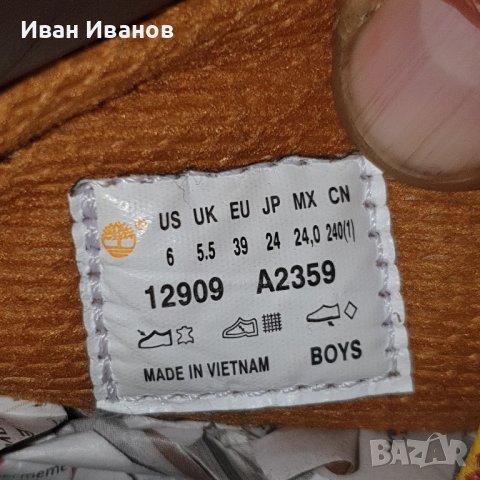 Иван Иванов
US UK EU JP MX CN
6 5.5 39 24 24,0 240(1)
12909 A2359
MADE IN VIETNAM BOYS
BAZAR